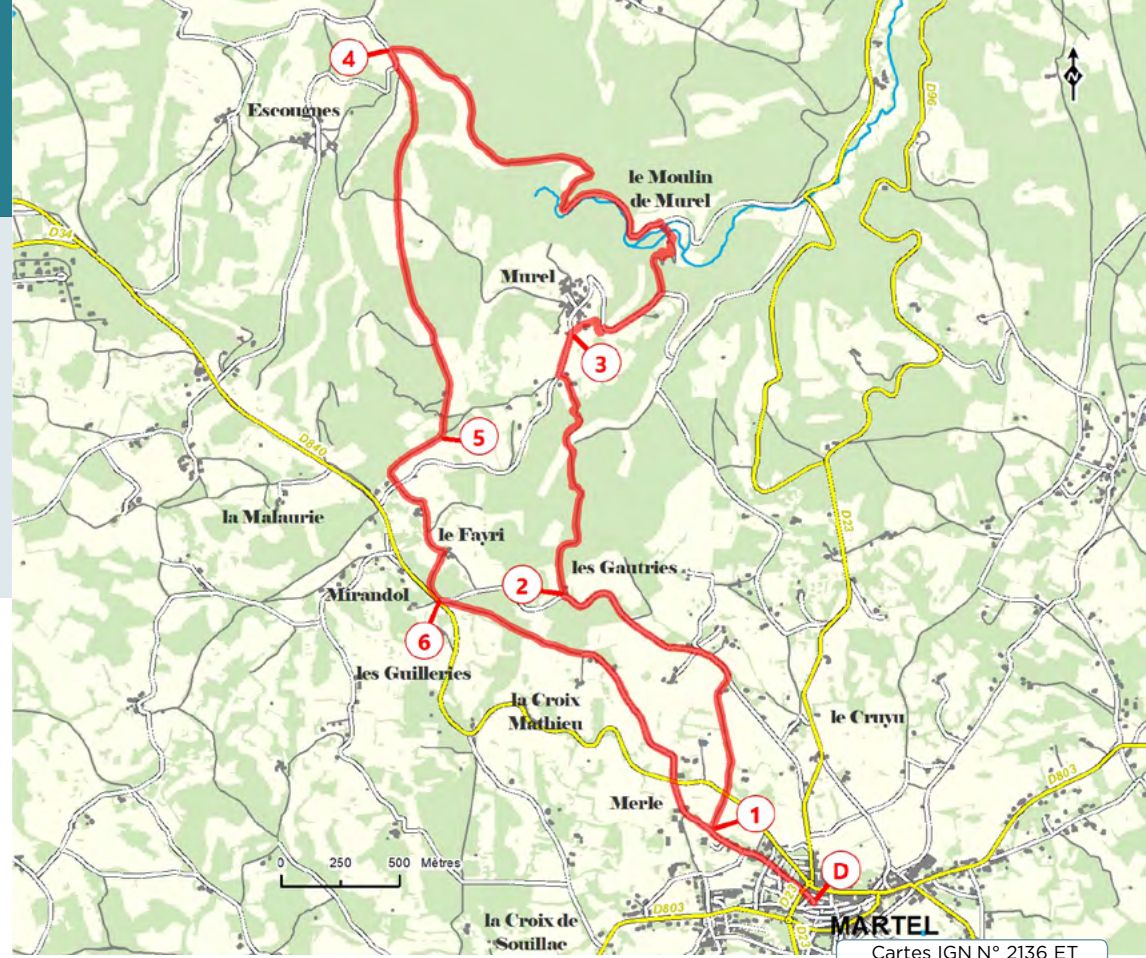 4
Escougnes
N
D96
le Moulin
de Murel
D34
Murel
3
5
D840
la Malaurie
le Fayri
D23
les Gautries
2
Mirandol
6
les Guilleries
la Croix
Mathieu
le Cruyu
D803
Merle
1
0 250 500 Mètres
D
D23
D803
la Croix de
Souillac
MARTEL
Cartes IGN N° 2136 ET